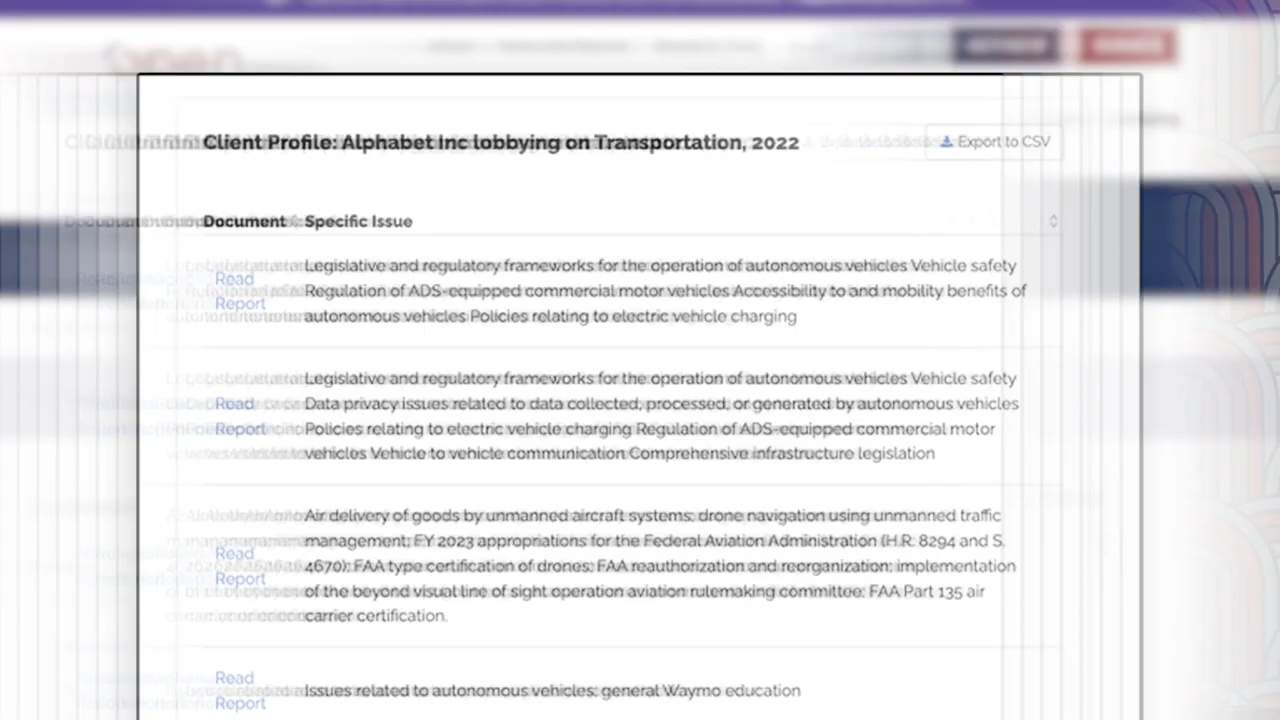 open
Client Profile: Alphabet Inc lobbying on Transportation, 2022
Export to CSV
Document
Specific Issue
Read Report
Legislative and regulatory frameworks for the operation of autonomous vehicles Vehicle safety
Regulation of ADS-equipped commercial motor vehicles Accessibility to and mobility benefits of
autonomous vehicles Policies relating to electric vehicle charging
Read Report
Legislative and regulatory frameworks for the operation of autonomous vehicles Vehicle safety
Data privacy issues related to data collected, processed, or generated by autonomous vehicles
Policies relating to electric vehicle charging Regulation of ADS-equipped commercial motor
vehicles Vehicle to vehicle communication Comprehensive infrastructure legislation
Read Report
Air delivery of goods by unmanned aircraft systems; drone navigation using unmanned traffic
management; FY 2023 appropriations for the Federal Aviation Administration (H.R. 8294 and S.
4670); FAA type certification of drones; FAA reauthorization and reorganization; implementation
of the beyond visual line of sight operation aviation rulemaking committee; FAA Part 135 air
carrier certification.
Read Report
Issues related to autonomous vehicles; general Waymo education